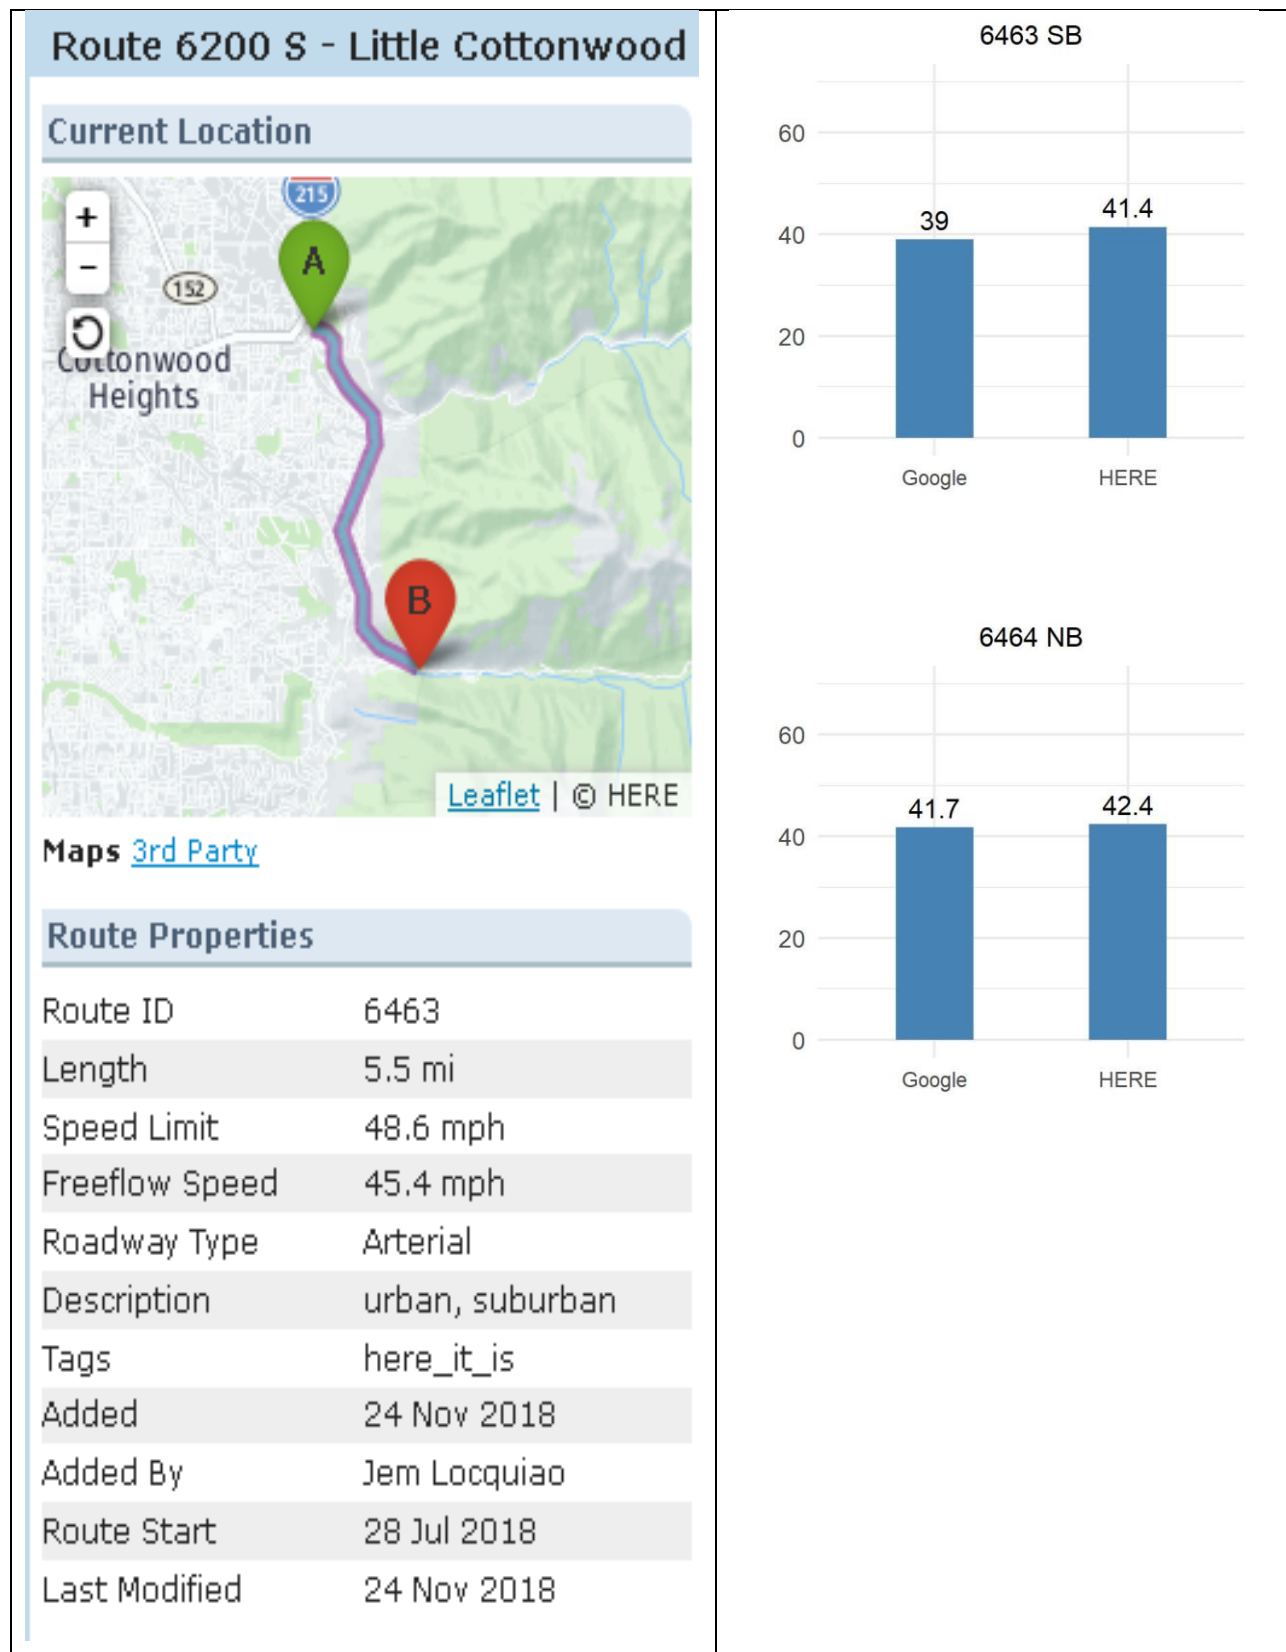 Route 6200 S - Little Cottonwood
Current Location
+
-
215
A
152
Cottonwood
Heights
B
Leaflet | © HERE
Maps 3rd Party
Route Properties
Route ID 6463
Length 5.5 mi
Speed Limit 48.6 mph
Freeflow Speed 45.4 mph
Roadway Type Arterial
Description urban, suburban
Tags here_it_is
Added 24 Nov 2018
Added By Jem Locquiao
Route Start 28 Jul 2018
Last Modified 24 Nov 2018
6463 SB
60
40
20
0
39
41.4
Google HERE
6464 NB
60
40
20
0
41.7
42.4
Google HERE